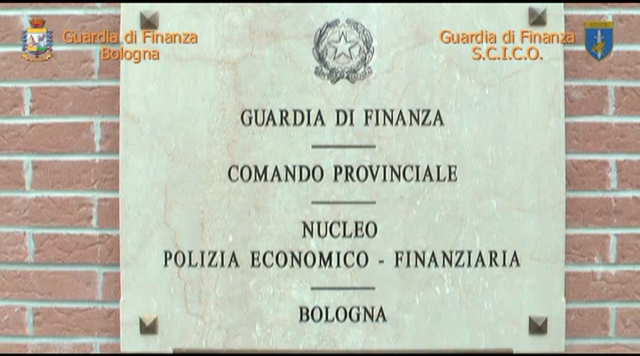 Guardia di Finanza
Bologna
Guardia di Finanza
S.C.I.C.O.
GUARDIA DI FINANZA
COMANDO PROVINCIALE
NUCLEO
POLIZIA ECONOMICO - FINANZIARIA
BOLOGNA